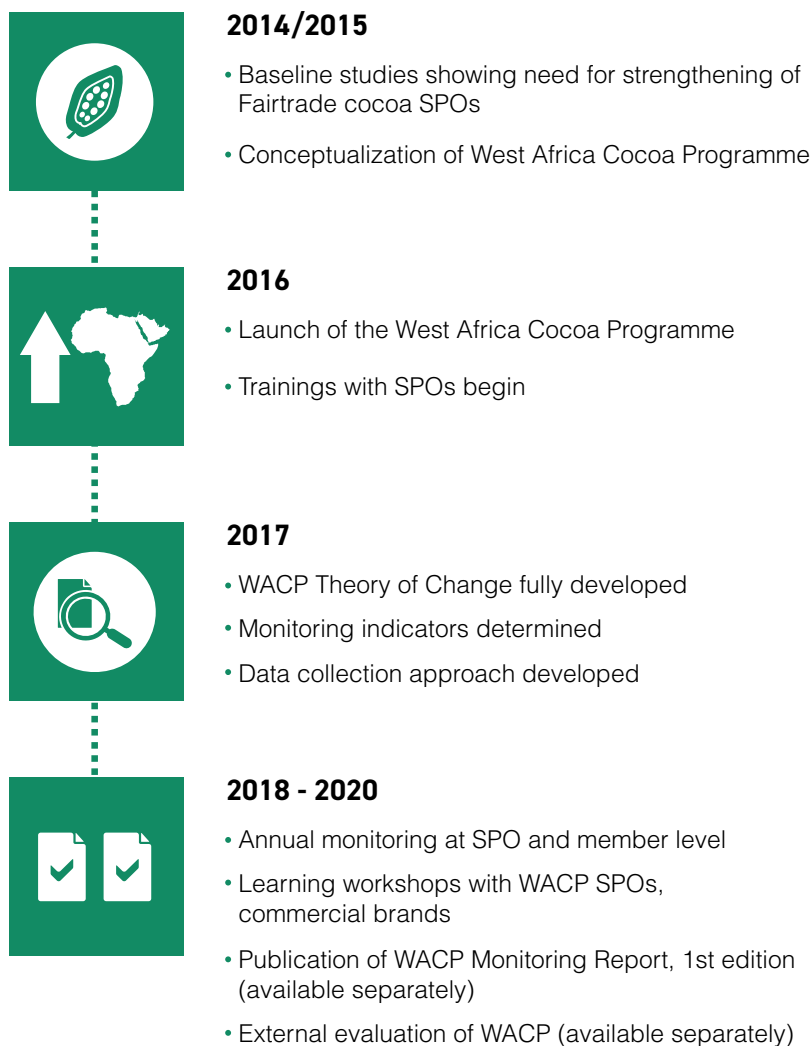 2014/2015
• Baseline studies showing need for strengthening of
Fairtrade cocoa SPOs
• Conceptualization of West Africa Cocoa Programme
2016
• Launch of the West Africa Cocoa Programme
• Trainings with SPOs begin
2017
• WACP Theory of Change fully developed
• Monitoring indicators determined
• Data collection approach developed
2018 - 2020
• Annual monitoring at SPO and member level
• Learning workshops with WACP SPOs,
commercial brands
• Publication of WACP Monitoring Report, 1st edition
(available separately)
• External evaluation of WACP (available separately)